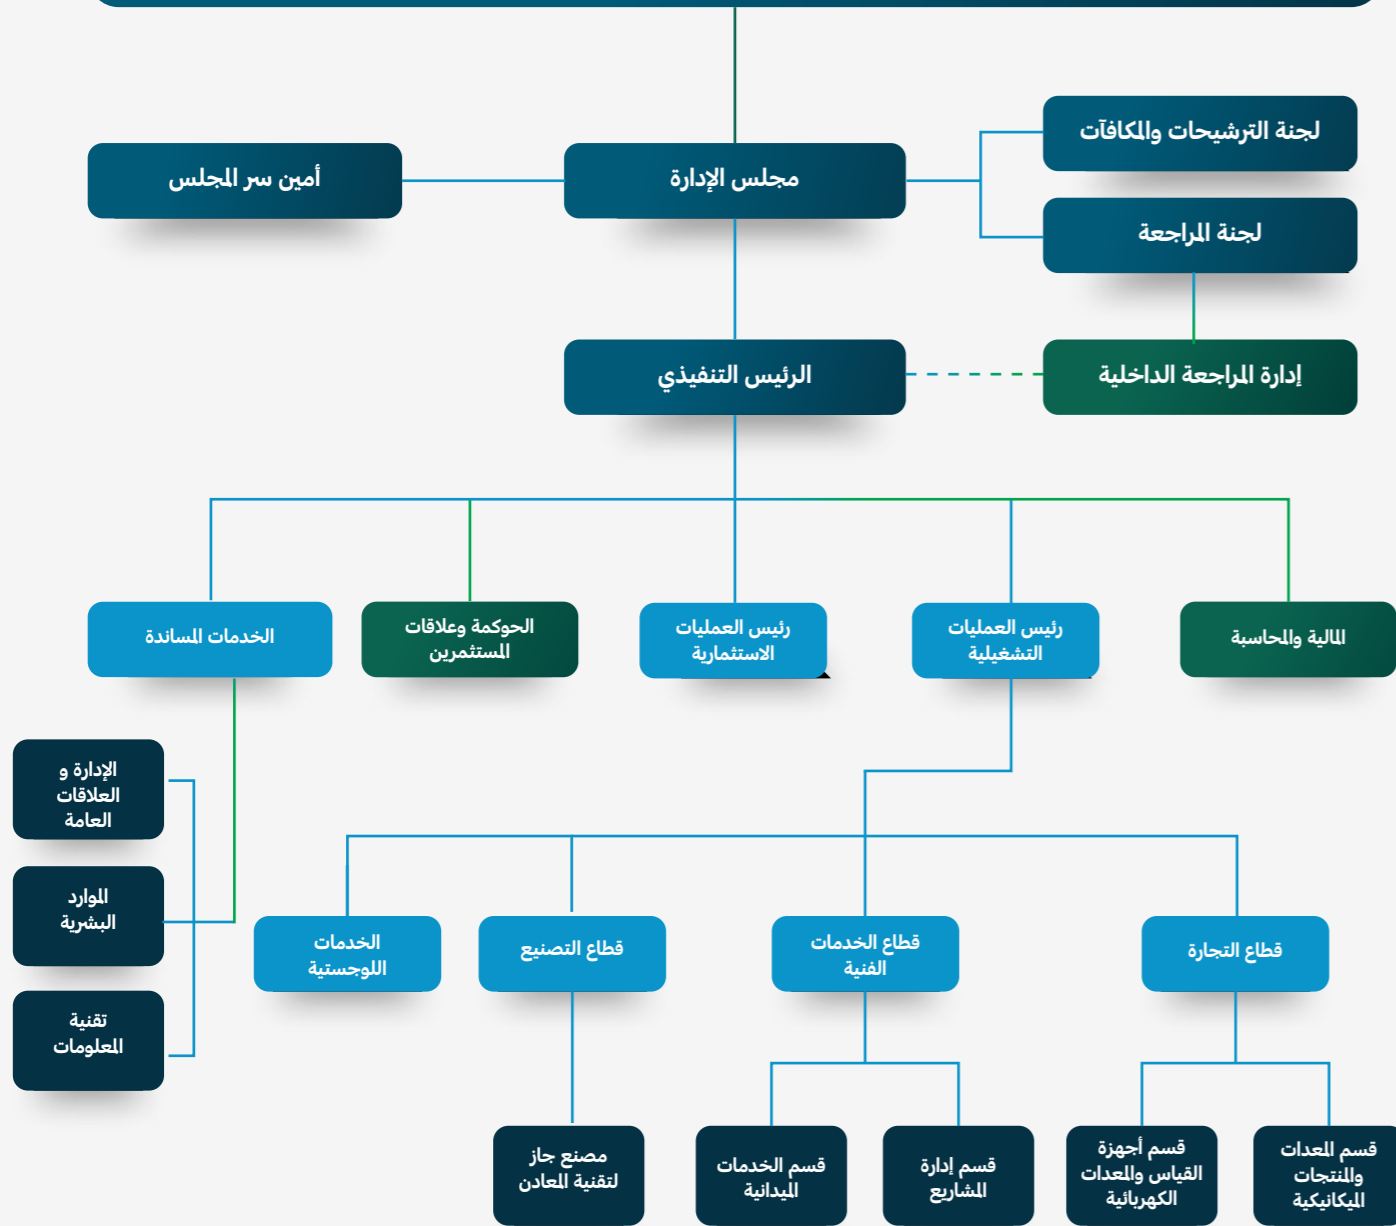 لجنة الترشيحات والمكافآت
مجلس الإدارة
أمين سر المجلس
لجنة المراجعة
إدارة المراجعة الداخلية
الرئيس التنفيذي
المالية والمحاسبة
رئيس العمليات
التشغيلية
رئيس العمليات
الاستثمارية
الحوكمة وعلاقات
المستثمرين
الخدمات المساندة
الإدارة و
العلاقات
العامة
الموارد
البشرية
تقنية
المعلومات
قطاع التجارة
قطاع الخدمات
الفنية
قطاع التصنيع
الخدمات
اللوجستية
قسم المعدات
والمنتجات
الميكانيكية
قسم أجهزة
القياس والمعدات
الكهربائية
قسم إدارة
المشاريع
قسم الخدمات
الميدانية
مصنع جاز
لتقنية المعادن